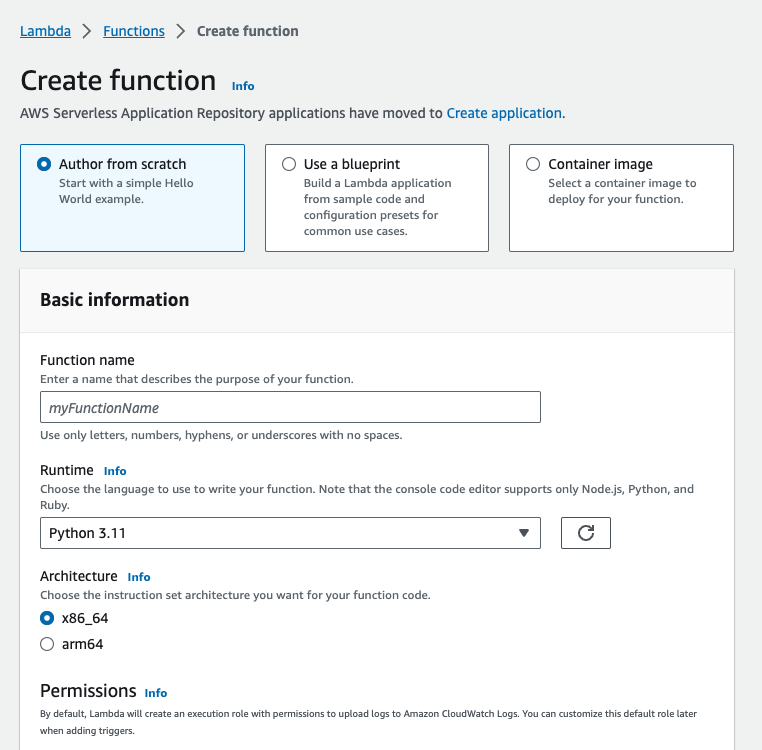 Lambda > Functions > Create function
Create function Info
AWS Serverless Application Repository applications have moved to Create application.
Author from scratch
Start with a simple Hello
World example.
Use a blueprint
Build a Lambda application
from sample code and
configuration presets for
common use cases.
Container image
Select a container image to
deploy for your function.
Basic information
Function name
Enter a name that describes the purpose of your function.
myFunctionName
Use only letters, numbers, hyphens, or underscores with no spaces.
Runtime Info
Choose the language to use to write your function. Note that the console code editor supports only Node.js, Python, and
Ruby.
Python 3.11
Architecture Info
Choose the instruction set architecture you want for your function code.
x86_64
arm64
Permissions Info
By default, Lambda will create an execution role with permissions to upload logs to Amazon CloudWatch Logs. You can customize this default role later
when adding triggers.